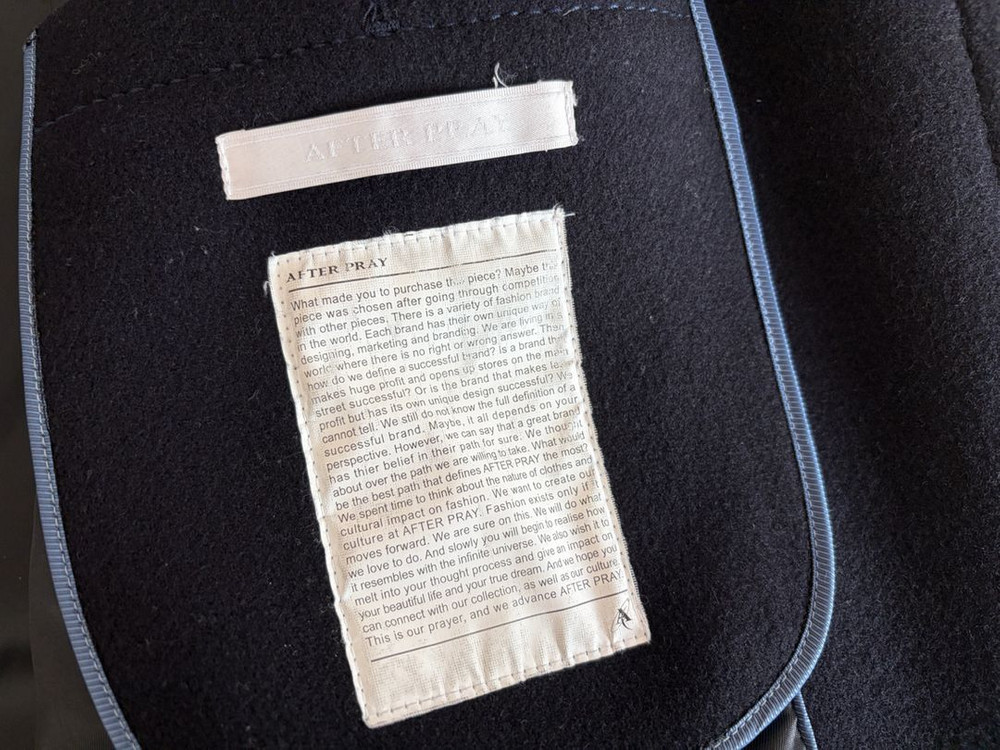 AFTER PRAY
AFTER PRAY
What made you to purchase piece? Maybe
piece was chosen after going through competition
with other pieces. There is a variety of fashion brand
in the world. Each brand has their own unique way of
designing, marketing and branding. We are living in a
world where there is no right or wrong answer. Then
how do we define a successful brand? Is a brand that
makes huge profit and opens up stores on the main
street successful? Or is the brand that makes less
profit but has its own unique design successful? We
cannot tell. We still do not know the full definition of a
successful brand. Maybe, it all depends on your
perspective. However, we can say that a great brand
has thier belief in their path for sure. We thought
about over the path we are willing to take. What would
be the best path that defines AFTER PRAY the most?
We spent time to think about the nature of clothes and
cultural impact on fashion. We want to create our
culture at AFTER PRAY. Fashion exists only if it
moves forward. We are sure on this. We will do what
we love to do. And slowly you will begin to realise how
it resembles with the infinite universe. We also wish it to
melt into your thought process and give an impact on
your beautiful life and your true dream. And we hope you
can connect with our collection, as well as our culture.
This is our prayer, and we advance AFTER PRAY.